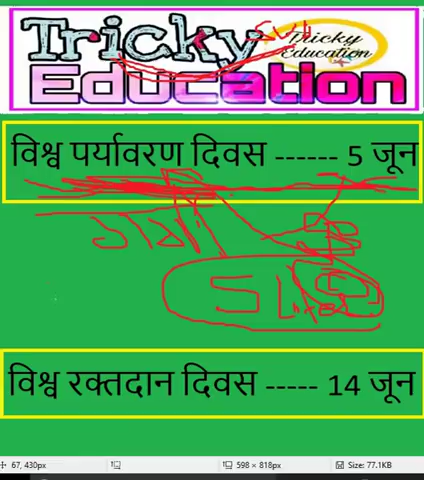 Tricky
Education
Tricky
Education
विश्व पर्यावरण दिवस ------ 5 जून
विश्व रक्तदान दिवस ----- 14 जून
67, 430px
598 × 818px
Size: 77.1KB